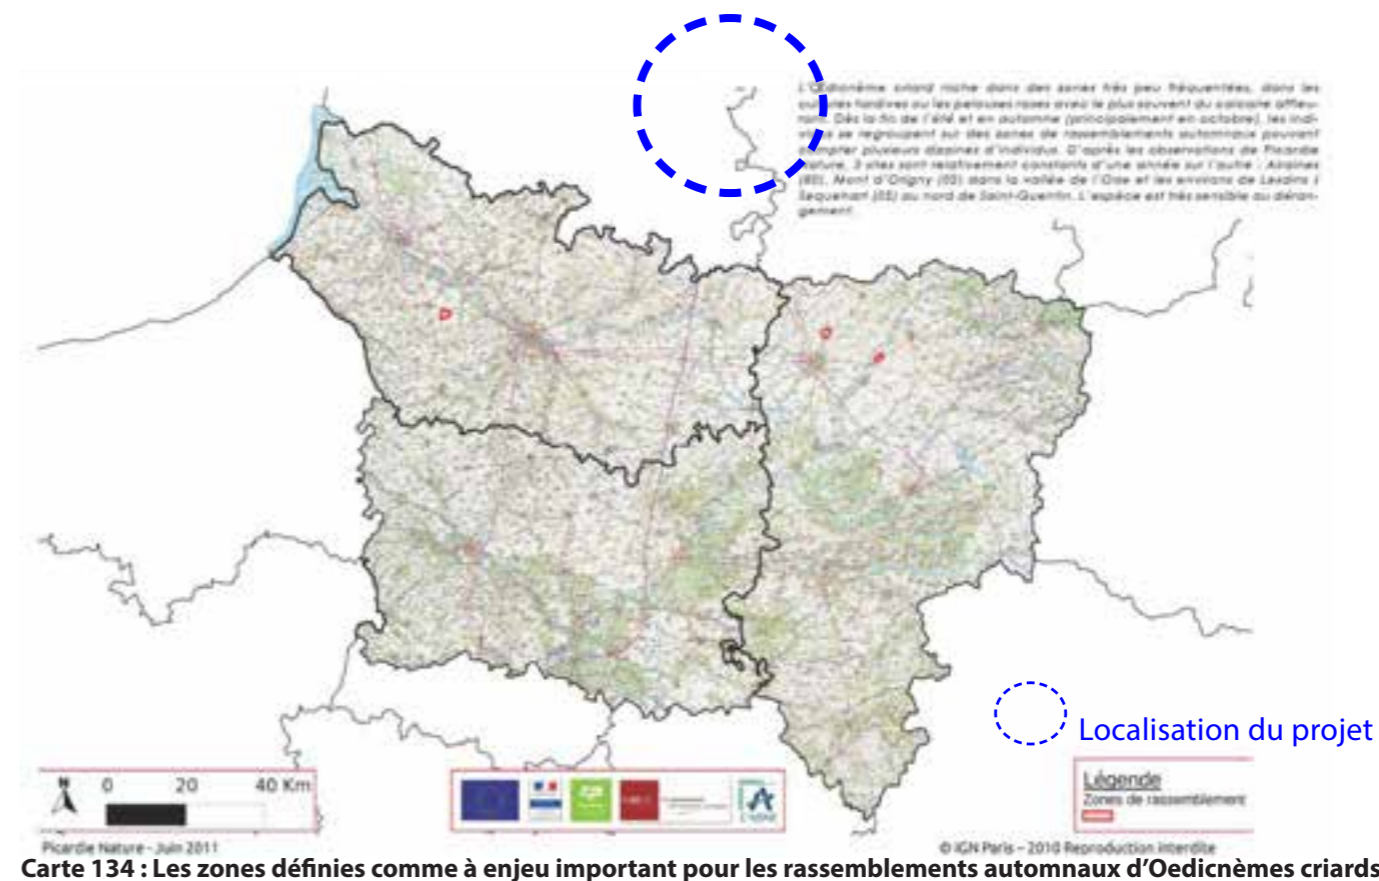 L'Œdicnème criard niche dans des zones très peu fréquentées, dans les
cultures tardives ou les pelouses rases avec le plus souvent du calcaire affleu-
rant. Dès la fin de l'été et en automne (principalement en octobre), les indi-
vidus se regroupent sur des zones de rassemblements automnaux pouvant
compter plusieurs dizaines d'individus. D'après les observations de Picardie
Nature, 3 sites sont relativement constants d'une année sur l'autre : Airaines
(80), Mont d'Origny (02) dans la vallée de l'Oise et les environs de Lesdins /
Sequehart (02) au nord de Saint-Quentin. L'espèce est très sensible au déran-
gement.
Localisation du projet
N
0 20 40 Km
Légende
Zones de rassemblement
Picardie Nature - Juin 2011
© IGN Paris – 2010 Reproduction interdite
Carte 134 : Les zones définies comme à enjeu important pour les rassemblements automnaux d'Oedicnèmes criards